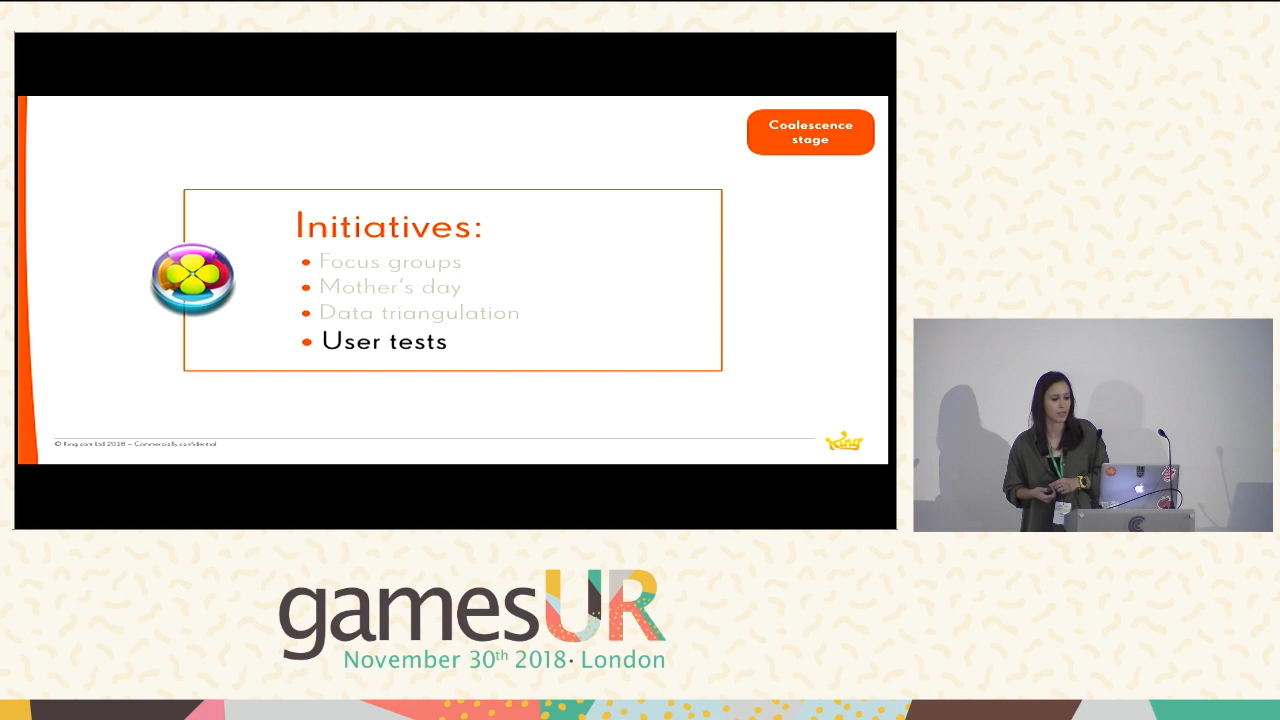 Coalescence
stage
Initiatives:
• Focus groups
• Mother's day
• Data triangulation
• User tests
© King.com Ltd 2018 – Commercially confidential
King
gamesUR
November 30th 2018 · London